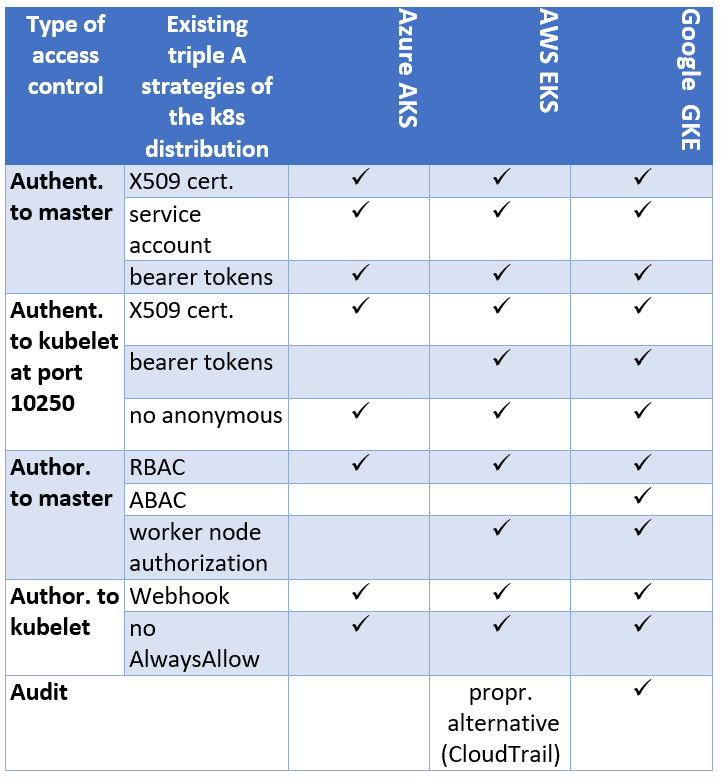 Type of
access
control
Existing
triple A
strategies of
the k8s
distribution
Azure AKS
AWS EKS
Google GKE
Authent.
to master
X509 cert.
✓ ✓ ✓
service
account
✓ ✓ ✓
bearer tokens
✓ ✓ ✓
Authent.
to kubelet
at port
10250
X509 cert.
✓ ✓ ✓
bearer tokens
✓ ✓
no anonymous
✓ ✓ ✓
Author.
to master
RBAC
✓ ✓ ✓
ABAC
✓
worker node
authorization
✓ ✓
Author. to
kubelet
Webhook
✓ ✓ ✓
no
AlwaysAllow
✓ ✓ ✓
Audit
propr.
alternative
(CloudTrail)
✓